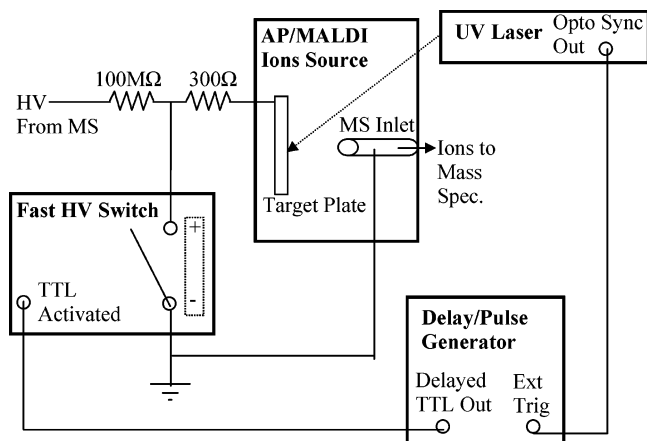 AP/MALDI
Ions Source
UV Laser
Opto Sync
Out
100MΩ
300Ω
HV
From MS
MS Inlet
Ions to
Mass
Spec.
Target Plate
Fast HV Switch
+
-
TTL
Activated
Delay/Pulse
Generator
Delayed
TTL Out
Ext
Trig